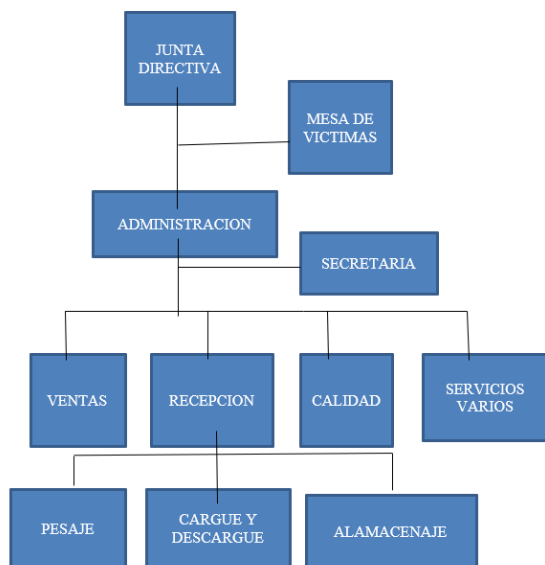 JUNTA
DIRECTIVA
MESA DE
VICTIMAS
ADMINISTRACION
SECRETARIA
VENTAS
RECEPCION
CALIDAD
SERVICIOS
VARIOS
PESAJE
CARGUE Y
DESCARGUE
ALAMACENAJE